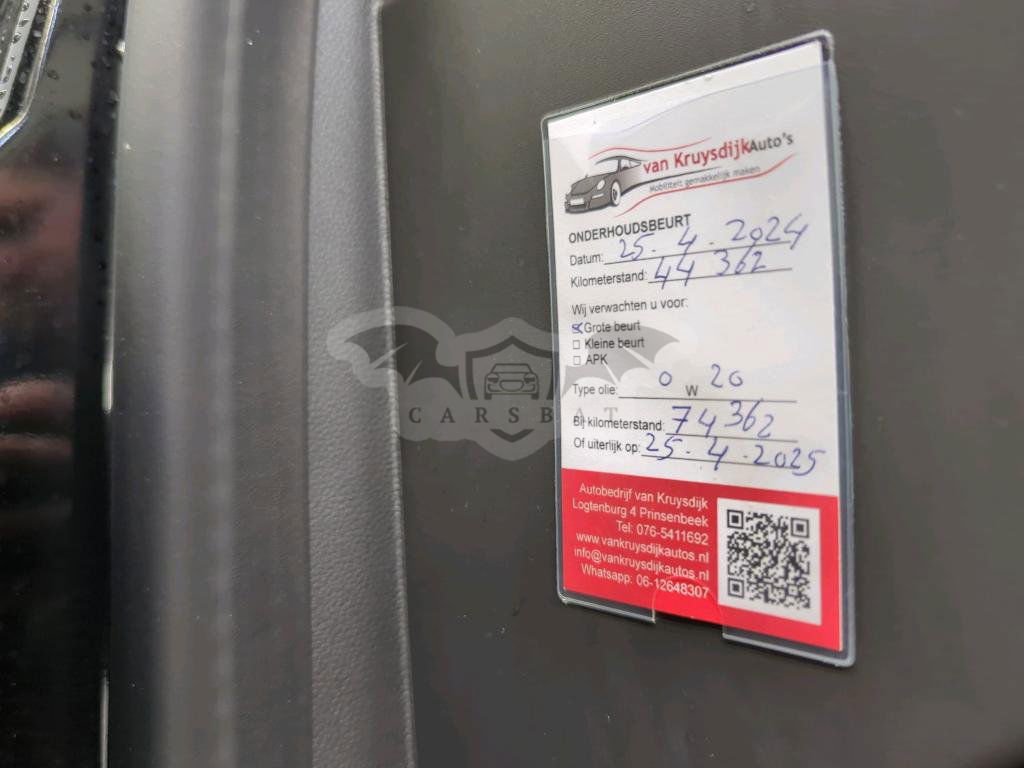 van Kruysdijk Auto's
Mobiliteit gemakkelijk maken
ONDERHOUDSBEURT
Datum: 25-4-2024
Kilometerstand: 44 362
Wij verwachten u voor:
Grote beurt
Kleine beurt
APK
Type olie: 0 W 20
CARSBAT
Bij kilometerstand: 74362
Of uiterlijk op: 25-4-2025
Autobedrijf van Kruysdijk
Logtenburg 4 Prinsenbeek
Tel: 076-5411692
www.vankruysdijkautos.nl
info@vankruysdijkautos.nl
Whatsapp: 06-12648307